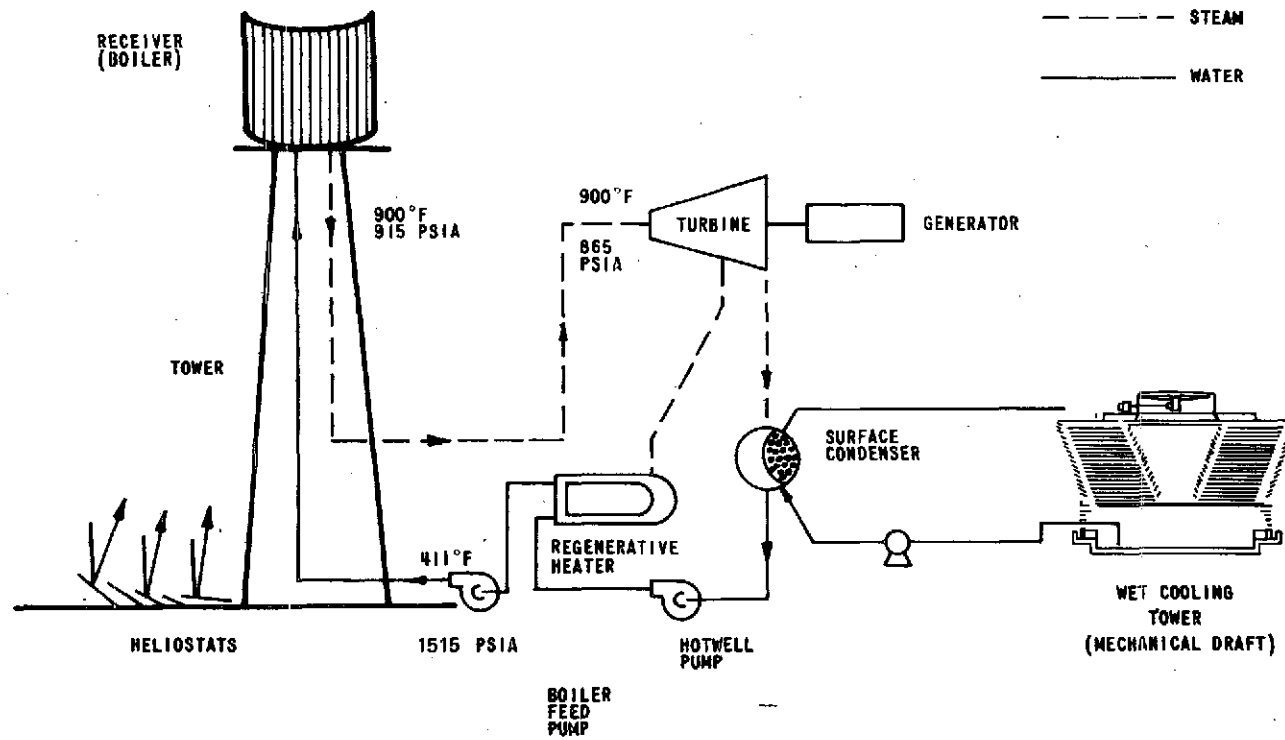 STEAM
RECEIVER
(BOILER)
WATER
900°F
915 PSIA
900°F
TURBINE
GENERATOR
865
PSIA
TOWER
SURFACE
CONDENSER
REGENERATIVE
HEATER
411°F
HELIOSTATS
1515 PSIA
HOTWELL
PUMP
WET COOLING
TOWER
(MECHANICAL DRAFT)
BOILER
FEED
PUMP